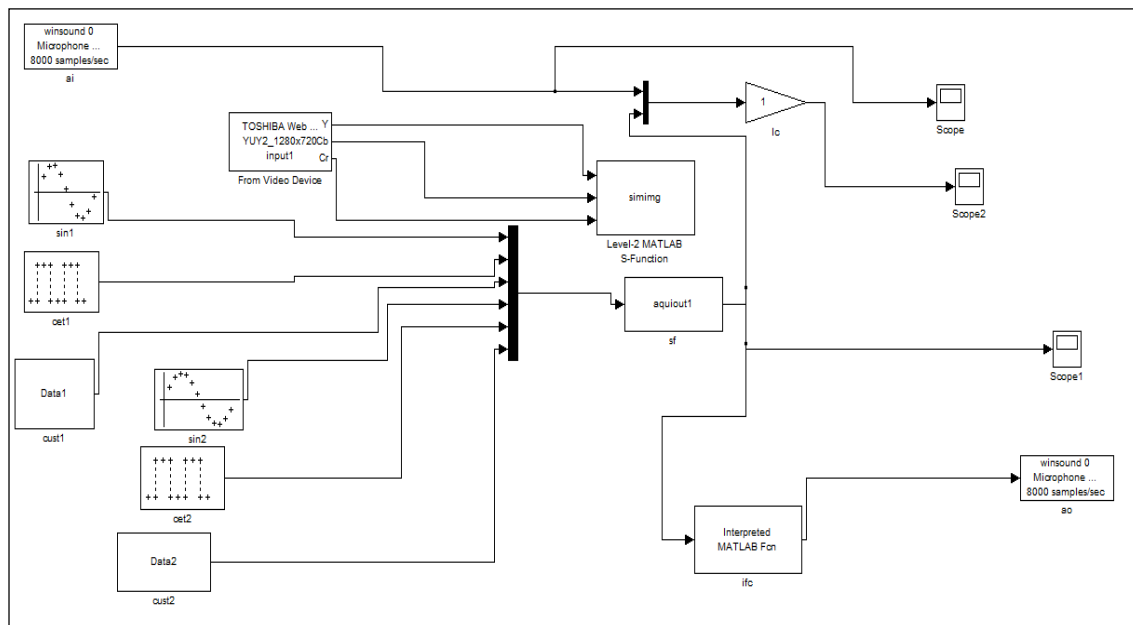 winsound 0
Microphone ...
8000 samples/sec
ai
1
Ic
Scope
TOSHIBA Web ...
YUY2_1280x720
input1
Y
Cb
Cr
From Video Device
simimg
Level-2 MATLAB
S-Function
Scope2
sin1
cet1
aquiout1
sf
Scope1
Data1
cust1
sin2
cet2
winsound 0
Microphone ...
8000 samples/sec
ao
Interpreted
MATLAB Fcn
ifc
Data2
cust2